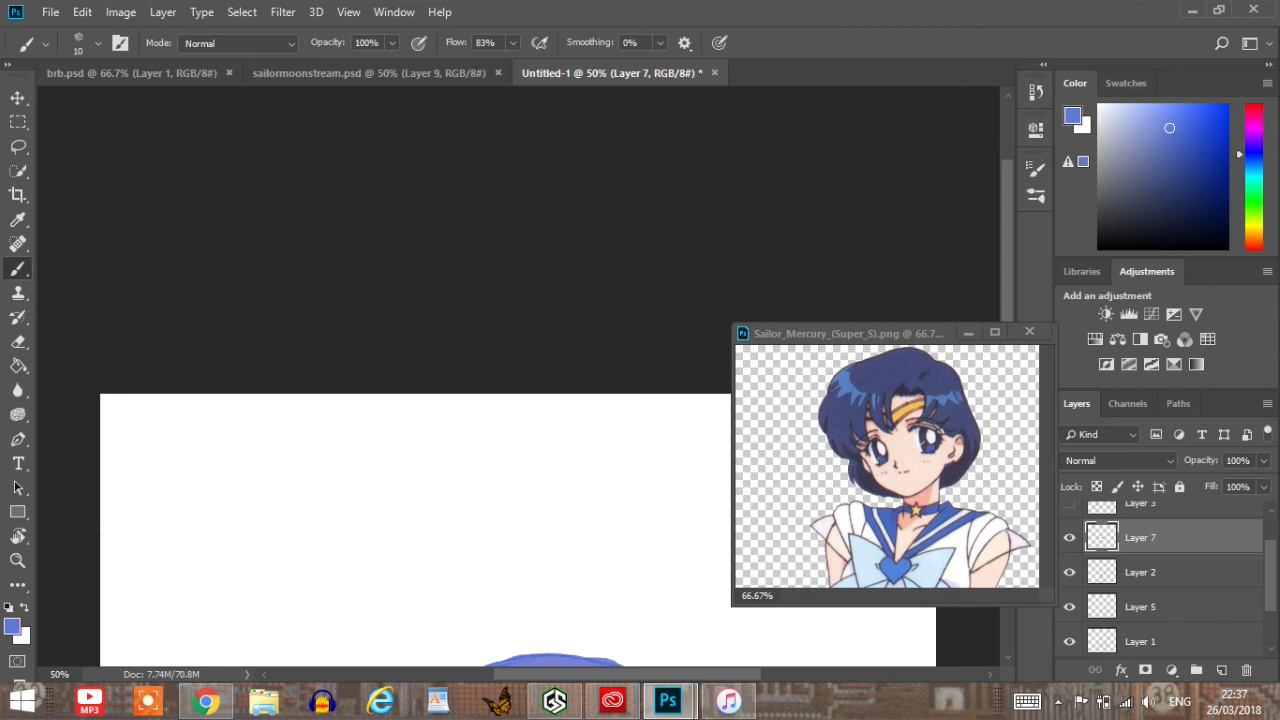 Ps File Edit Image Layer Type Select Filter 3D View Window Help
10 Mode: Normal Opacity: 100% Flow: 83% Smoothing: 0%
brb.psd @ 66.7% (Layer 1, RGB/8#) sailormoonstream.psd @ 50% (Layer 9, RGB/8#) Untitled-1 @ 50% (Layer 7, RGB/8#) *
Color Swatches
Libraries Adjustments
Add an adjustment
Sailor_Mercury_(Super_S).png @ 66.7...
66.67%
Layers Channels Paths
Kind
Normal Opacity: 100%
Lock: Fill: 100%
Layer 3
Layer 7
Layer 2
Layer 5
Layer 1
50% Doc: 7.74M/70.8M
MP3 Ps ENG 22:37
26/03/2018